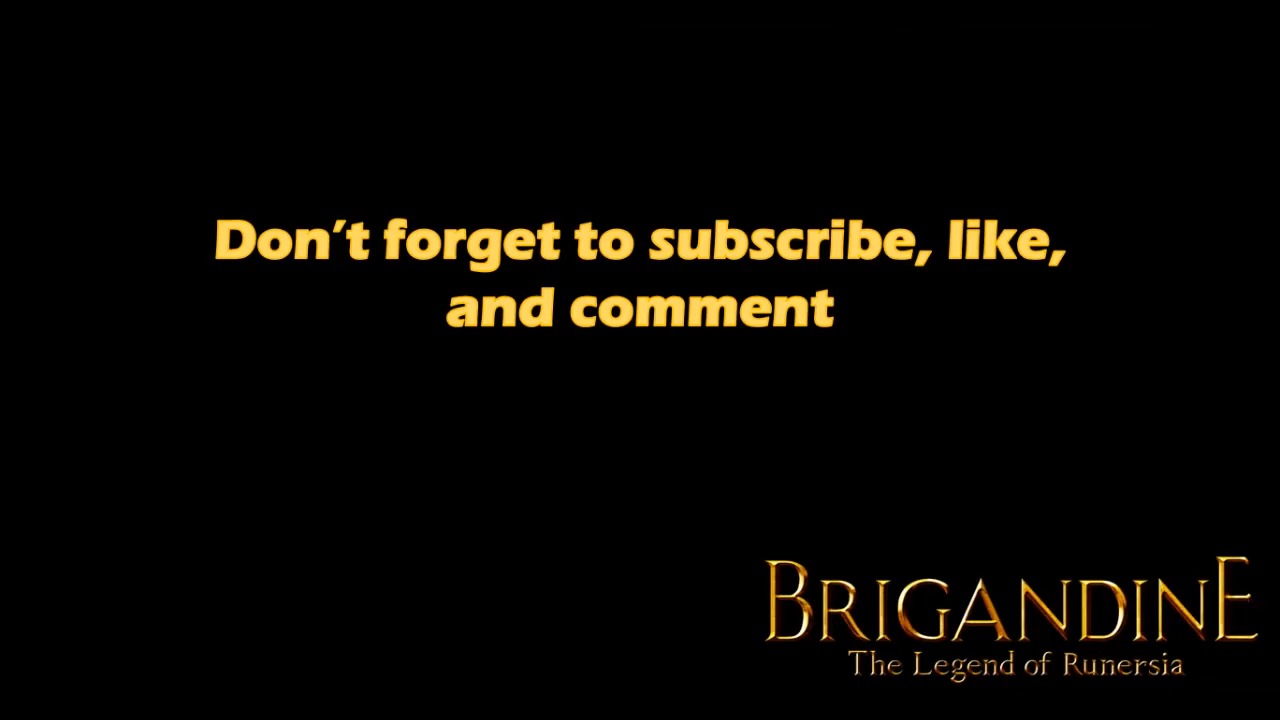 Don’t forget to subscribe, like,
and comment
BRIGANDINE
The Legend of Runersia